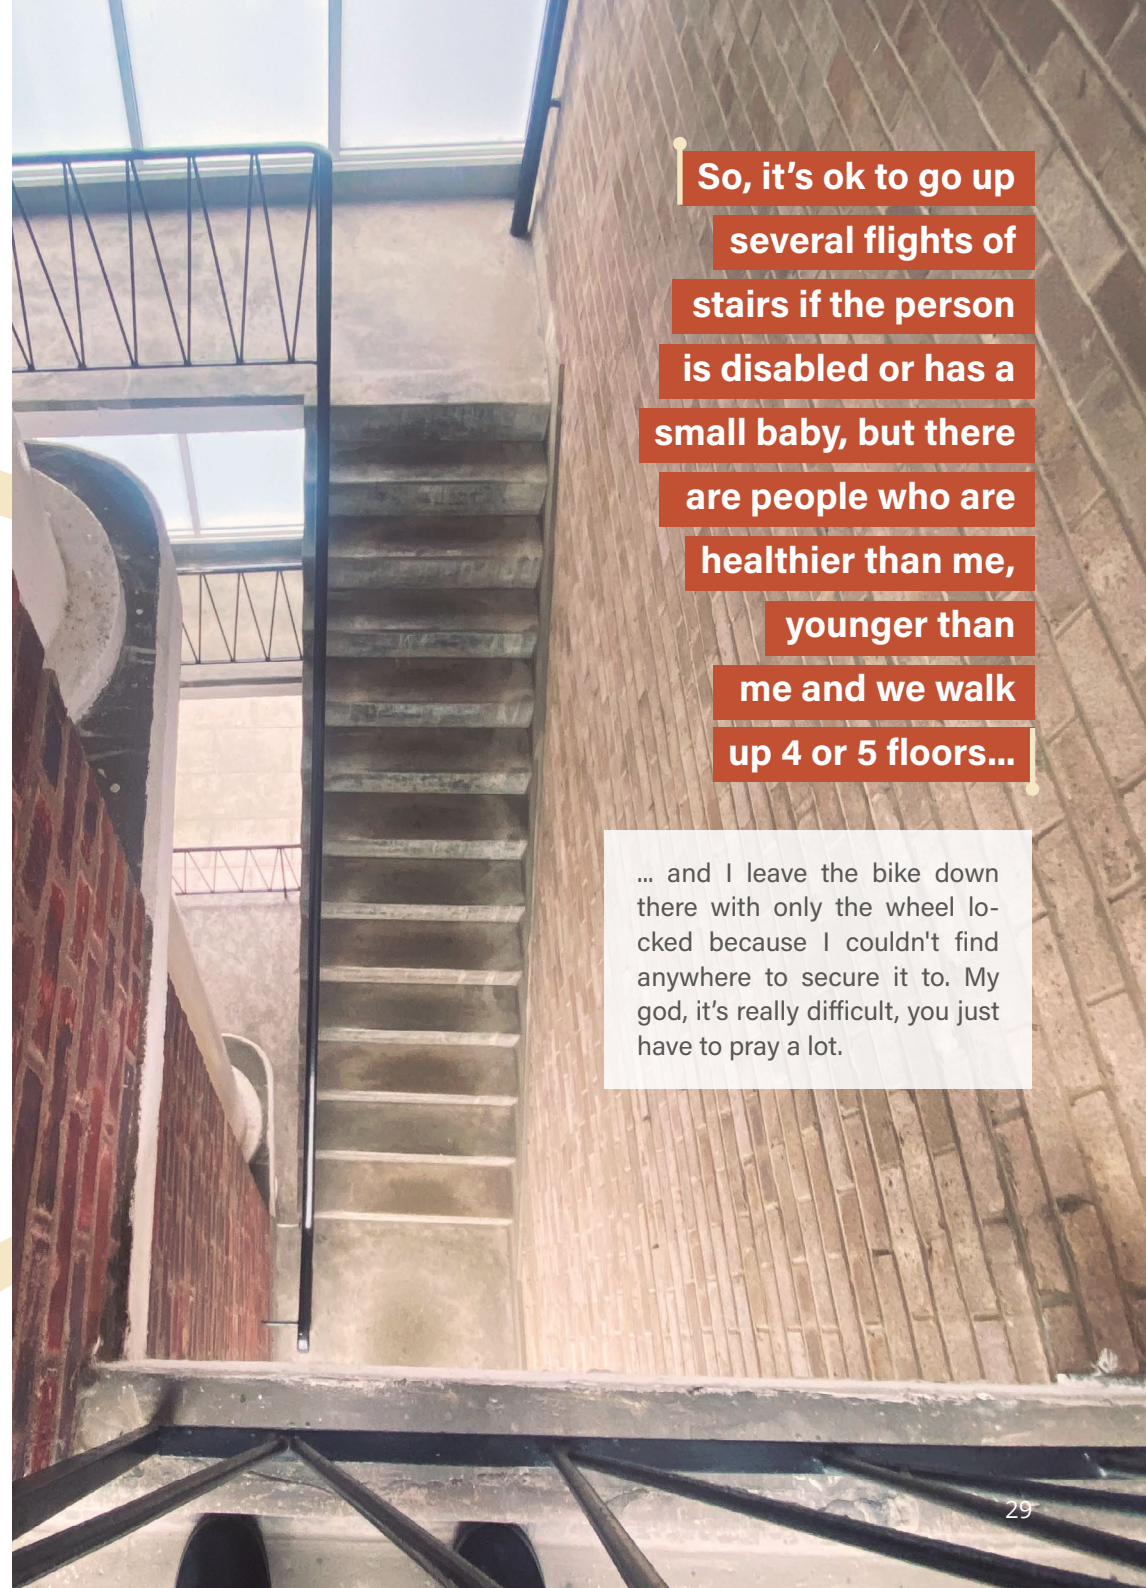 So, it’s ok to go up
several flights of
stairs if the person
is disabled or has a
small baby, but there
are people who are
healthier than me,
younger than
me and we walk
up 4 or 5 floors...
... and I leave the bike down
there with only the wheel lo-
cked because I couldn't find
anywhere to secure it to. My
god, it’s really difficult, you just
have to pray a lot.
29